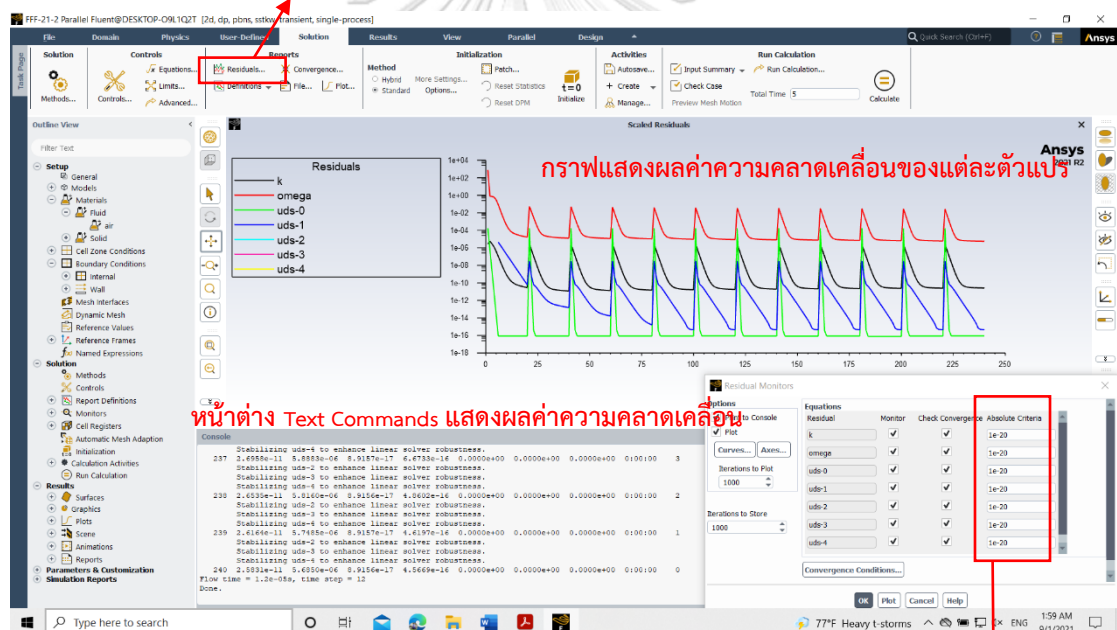 FFF-21-2 Parallel Fluent@DESKTOP-O9L1Q2T [2d, dp, pbns, sstkw, transient, single-process]
File Domain Physics User-Defined Solution Results View Parallel Design
Quick Search (Ctrl+F)
Ansys
Task Page
Solution
Methods...
Controls
Controls...
Equations...
Limits...
Advanced...
Reports
Residuals...
Convergence...
Definitions
File...
Plot...
Initialization
Method
Hybrid
Standard
More Settings...
Options...
Patch...
Reset Statistics
Reset DPM
t=0
Initialize
Activities
Autosave...
Create
Manage...
Run Calculation
Input Summary
Check Case
Preview Mesh Motion
Run Calculation...
Total Time 5
Calculate
Outline View
Filter Text
Setup
General
Models
Materials
Fluid
air
Solid
Cell Zone Conditions
Boundary Conditions
Internal
Wall
Mesh Interfaces
Dynamic Mesh
Reference Values
Reference Frames
Named Expressions
Solution
Methods
Controls
Report Definitions
Monitors
Cell Registers
Automatic Mesh Adaption
Initialization
Calculation Activities
Run Calculation
Results
Surfaces
Graphics
Plots
Scene
Animations
Reports
Parameters & Customization
Simulation Reports
Scaled Residuals
Ansys
2021 R2
กราฟแสดงผลค่าความคลาดเคลื่อนของแต่ละตัวแปร
Residuals
k
omega
uds-0
uds-1
uds-2
uds-3
uds-4
1e+04
1e+02
1e+00
1e-02
1e-04
1e-06
1e-08
1e-10
1e-12
1e-14
1e-16
1e-18
0 25 50 75 100 125 150 175 200 225 250
หน้าต่าง Text Commands แสดงผลค่าความคลาดเคลื่อน
Console
Stabilizing uds-4 to enhance linear solver robustness.
237 2.6958e-11 5.8883e-06 8.9157e-17 6.6733e-16 0.0000e+00 0.0000e+00 0.0000e+00 0:00:00 3
Stabilizing uds-2 to enhance linear solver robustness.
Stabilizing uds-3 to enhance linear solver robustness.
Stabilizing uds-4 to enhance linear solver robustness.
238 2.6535e-11 5.8160e-06 8.9156e-17 4.8602e-16 0.0000e+00 0.0000e+00 0.0000e+00 0:00:00 2
Stabilizing uds-2 to enhance linear solver robustness.
Stabilizing uds-3 to enhance linear solver robustness.
Stabilizing uds-4 to enhance linear solver robustness.
239 2.6164e-11 5.7485e-06 8.9157e-17 4.6197e-16 0.0000e+00 0.0000e+00 0.0000e+00 0:00:00 1
Stabilizing uds-2 to enhance linear solver robustness.
Stabilizing uds-3 to enhance linear solver robustness.
Stabilizing uds-4 to enhance linear solver robustness.
240 2.5831e-11 5.6850e-06 8.9156e-17 4.5669e-16 0.0000e+00 0.0000e+00 0.0000e+00 0:00:00 0
Flow time = 1.2e-05s, time step = 12
Done.
Residual Monitors
Options
to Console
Plot
Curves... Axes...
Iterations to Plot
1000
Iterations to Store
1000
Equations
Residual Monitor Check Convergence Absolute Criteria
k 1e-20
omega 1e-20
uds-0 1e-20
uds-1 1e-20
uds-2 1e-20
uds-3 1e-20
uds-4 1e-20
Convergence Conditions...
OK Plot Cancel Help
Type here to search
77°F Heavy t-storms
ENG
1:59 AM
9/1/2021